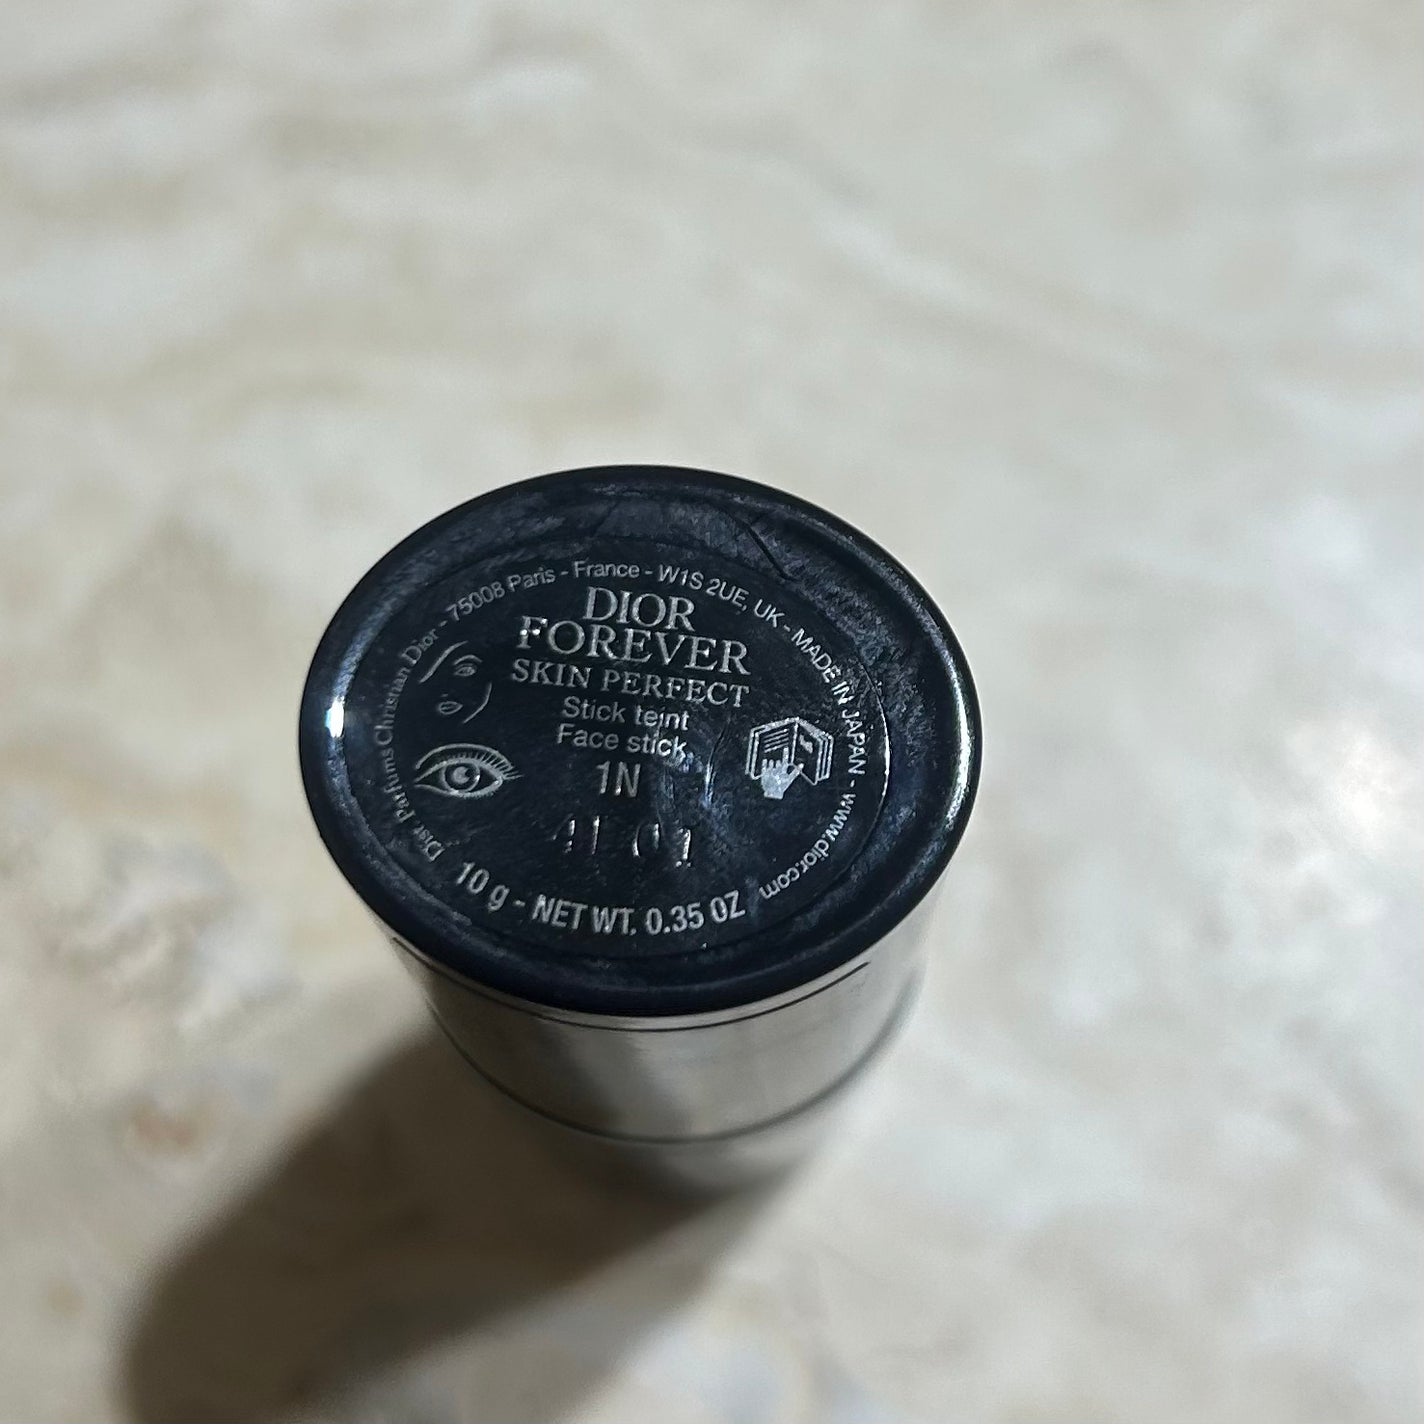 Dist Parfums Christian Dior - 75008 Paris - France - W1S 2UE, UK - MADE IN JAPAN - www.dior.com
DIOR
FOREVER
SKIN PERFECT
Stick teint
Face stick
1N
10 g - NET WT. 0.35 OZ